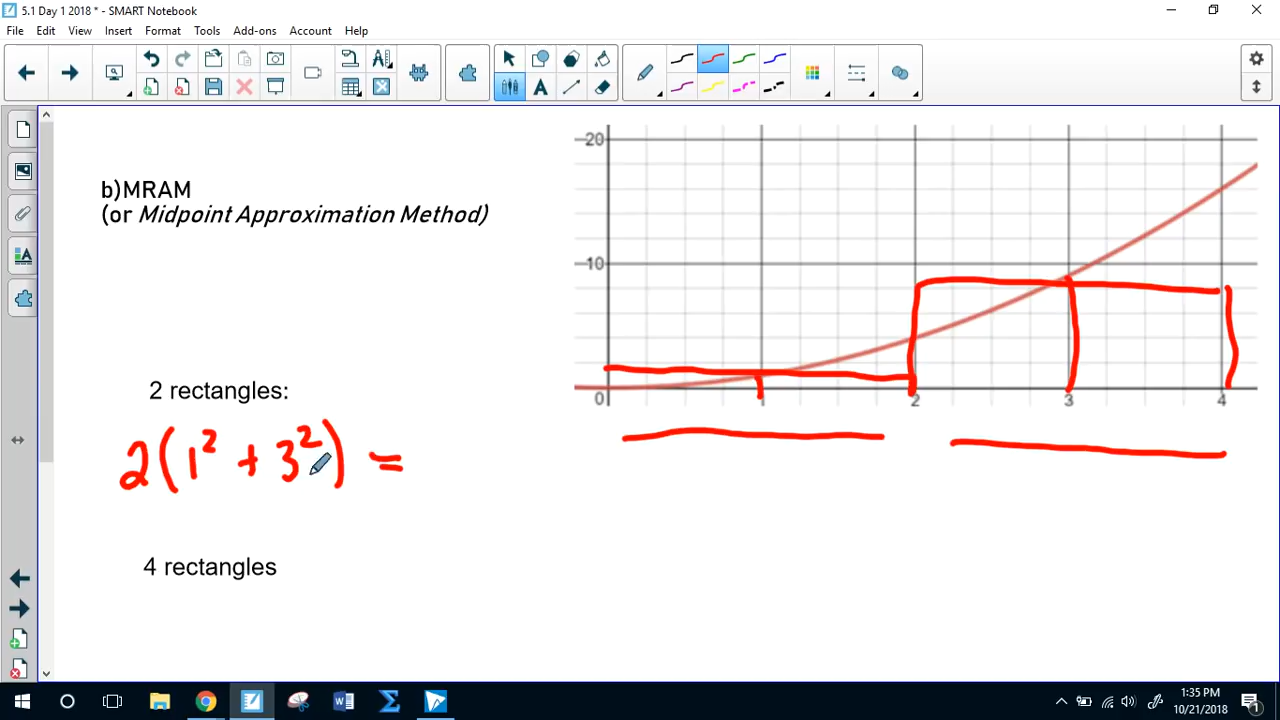 5.1 Day 1 2018 * - SMART Notebook
File Edit View Insert Format Tools Add-ons Account Help
b)MRAM
(or Midpoint Approximation Method)
20
10
0 1 2 3 4
2 rectangles:
2(1² + 3²) =
4 rectangles
1:35 PM
10/21/2018
1